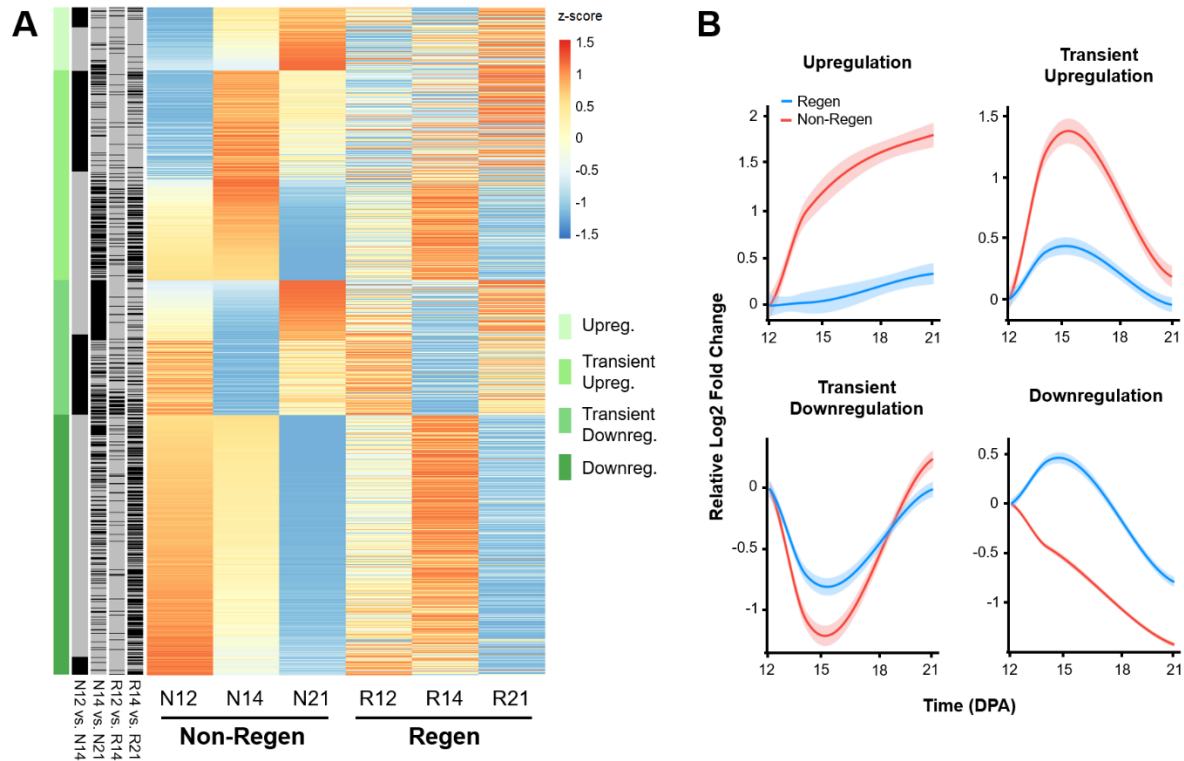 A
z-score
1.5
1
0.5
0
-0.5
-1
-1.5
Upreg.
Transient
Upreg.
Transient
Downreg.
Downreg.
N12 vs. N14
N14 vs. N21
R12 vs. R14
R14 vs. R21
N12
N14
N21
R12
R14
R21
Non-Regen
Regen
B
Relative Log2 Fold Change
Upregulation
Regen
Non-Regen
2
1.5
1
0.5
0
12
15
18
21
Transient
Upregulation
1.5
1
0.5
0
12
15
18
21
Transient
Downregulation
0
-0.5
-1
12
15
18
21
Downregulation
0.5
0
-0.5
-1
12
15
18
21
Time (DPA)